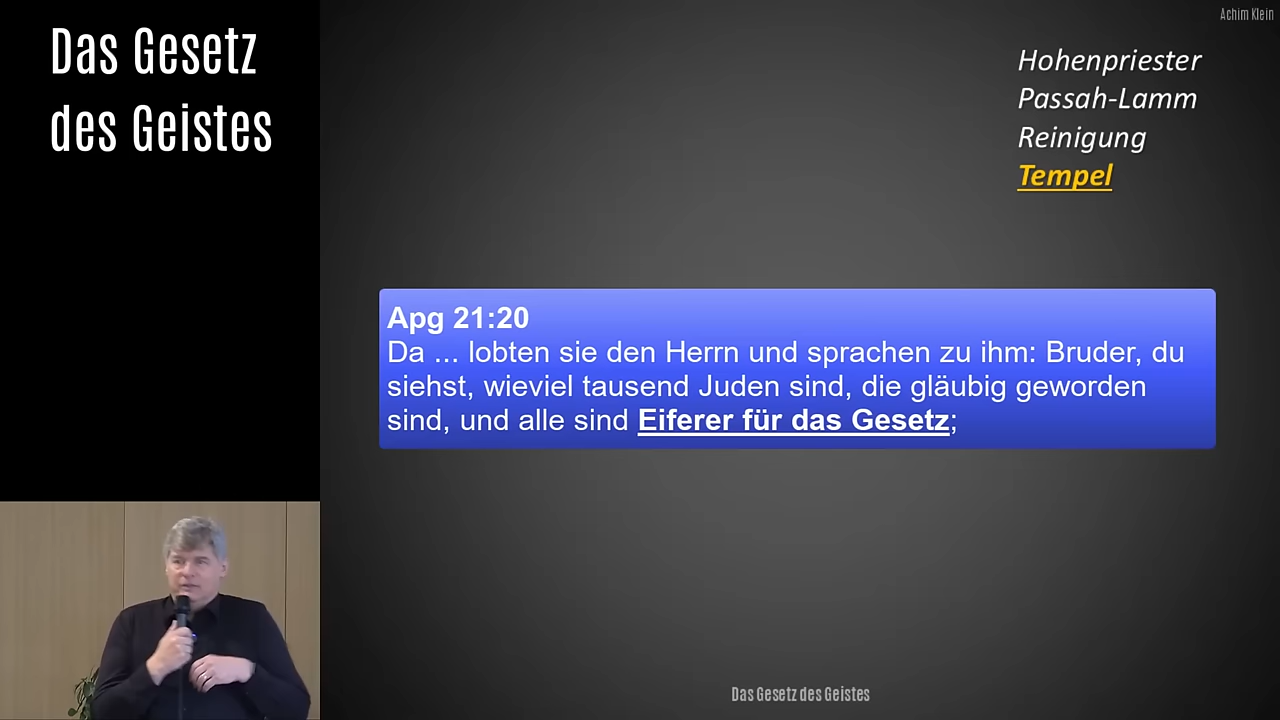 Das Gesetz
des Geistes
Achim Klein
Hohenpriester
Passah-Lamm
Reinigung
Tempel
Apg 21:20
Da ... lobten sie den Herrn und sprachen zu ihm: Bruder, du
siehst, wieviel tausend Juden sind, die gläubig geworden
sind, und alle sind Eiferer für das Gesetz;
Das Gesetz des Geistes